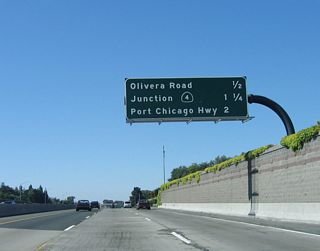 Olivera Road ½
Junction 4 1 ¼
Port Chicago Hwy 2